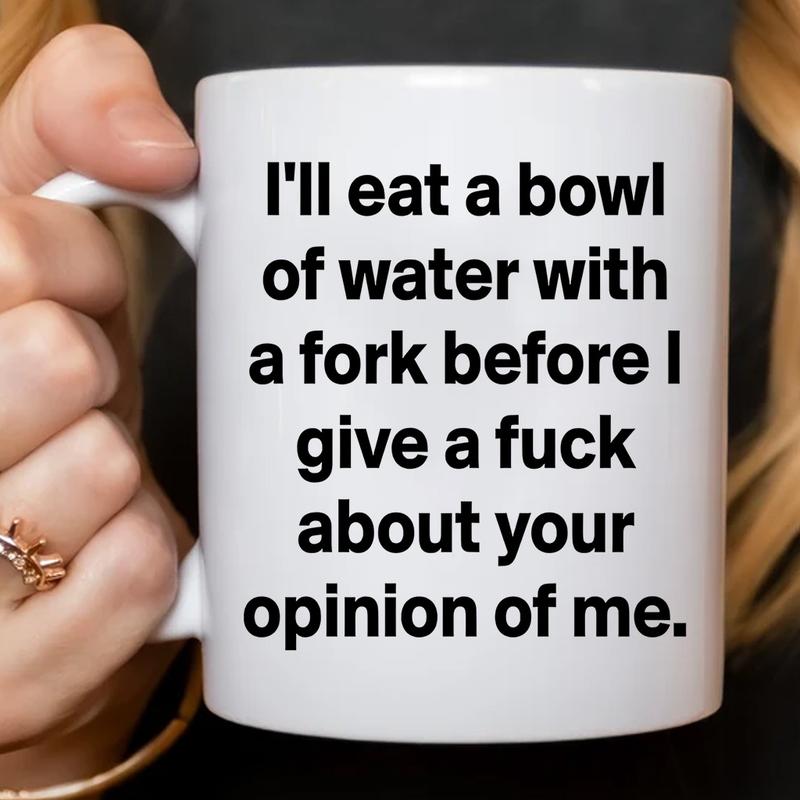 I'll eat a bowl
of water with
a fork before I
give a fuck
about your
opinion of me.